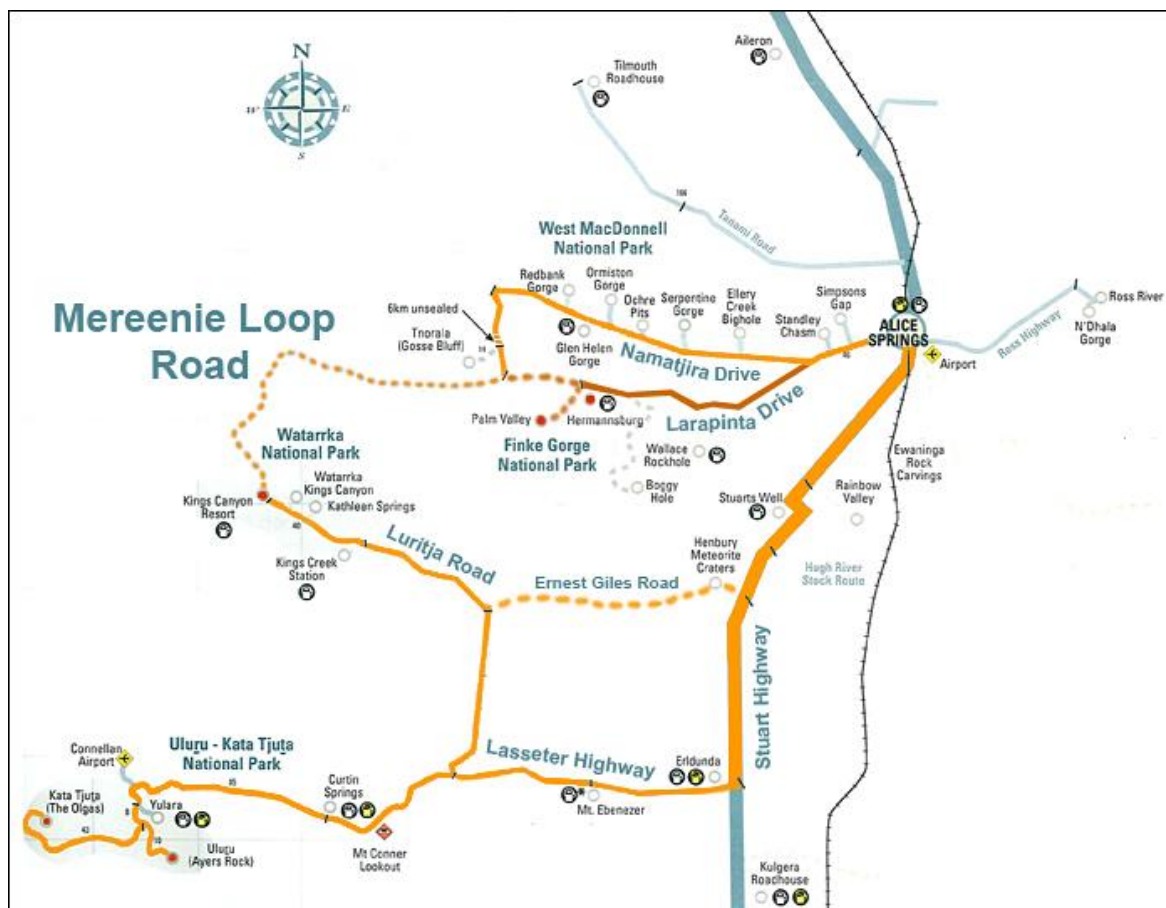 N
W
E
S
Aileron
Tilmouth
Roadhouse
166
Tanami Road
West MacDonnell
National Park
Redbank
Gorge
Ormiston
Gorge
Ochre
Pits
Serpentine
Gorge
Ellery
Creek
Bighole
Simpsons
Gap
Standley
Chasm
ALICE
SPRINGS
Airport
Ross River
N'Dhala
Gorge
Ross Highway
Mereenie Loop
Road
6km unsealed
Tnorala
(Gosse Bluff)
Glen Helen
Gorge
Namatjira Drive
Larapinta Drive
Palm Valley
Hermannsburg
Finke Gorge
National Park
Wallace
Rockhole
Boggy
Hole
Watarrka
National Park
Watarrka
Kings Canyon
Kathleen Springs
Kings Canyon
Resort
40
Kings Creek
Station
Luritja Road
Ernest Giles Road
Henbury
Meteorite
Craters
Stuarts Well
Rainbow
Valley
Ewaninga
Rock
Carvings
Hugh River
Stock Route
Stuart Highway
Uluṟu - Kata Tjuṯa
National Park
Connellan
Airport
Kata Tjuṯa
(The Olgas)
Yulara
Uluṟu
(Ayers Rock)
Curtin
Springs
Mt Conner
Lookout
Lasseter Highway
Mt. Ebenezer
Erldunda
Kulgera
Roadhouse